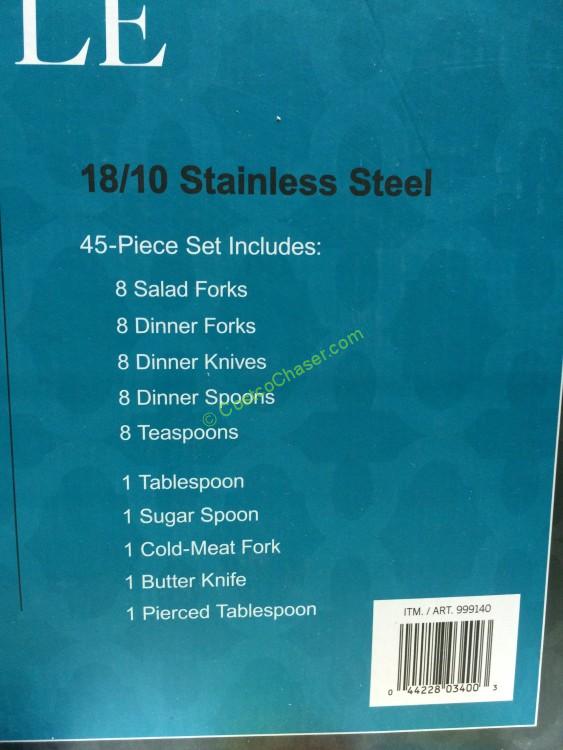 LE
18/10 Stainless Steel
45-Piece Set Includes:
8 Salad Forks
8 Dinner Forks
8 Dinner Knives
8 Dinner Spoons
8 Teaspoons
© CostcoChaser.com
1 Tablespoon
1 Sugar Spoon
1 Cold-Meat Fork
1 Butter Knife
1 Pierced Tablespoon
ITM. / ART. 999140
0 44228 03400 3